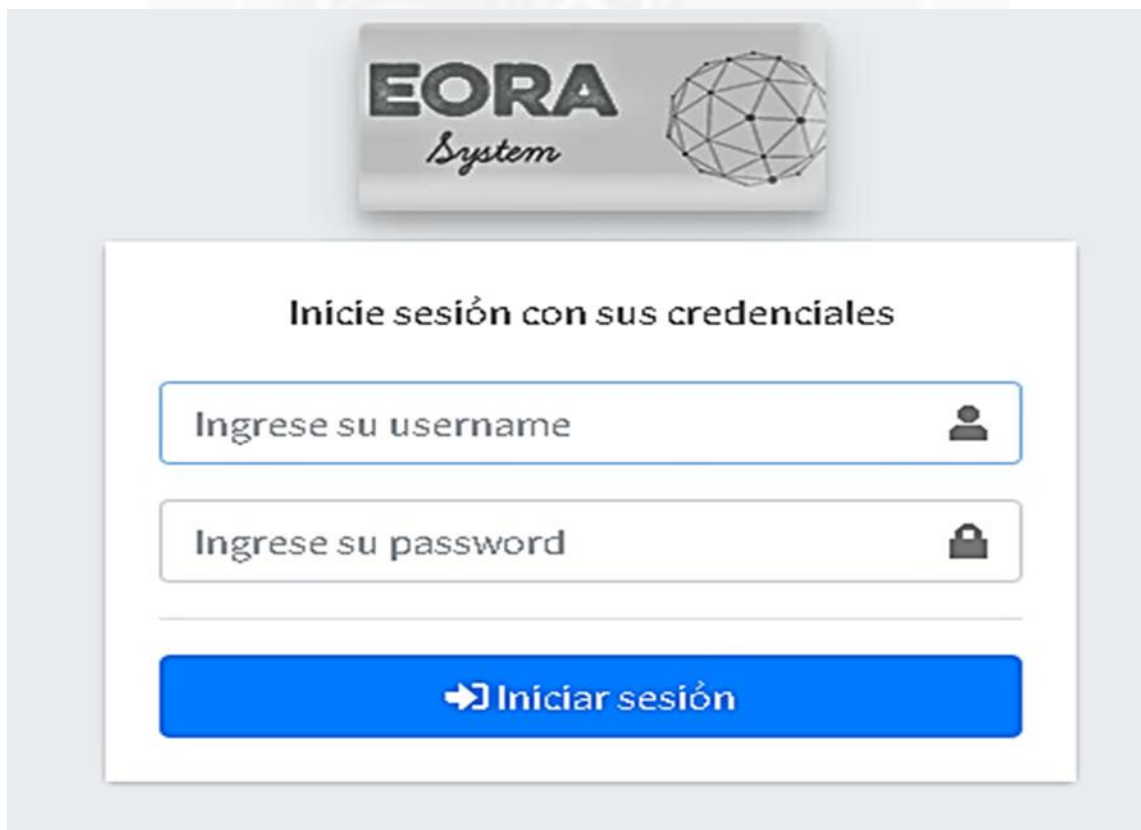 EORA
System
Inicie sesión con sus credenciales
Ingrese su username
Ingrese su password
Iniciar sesión